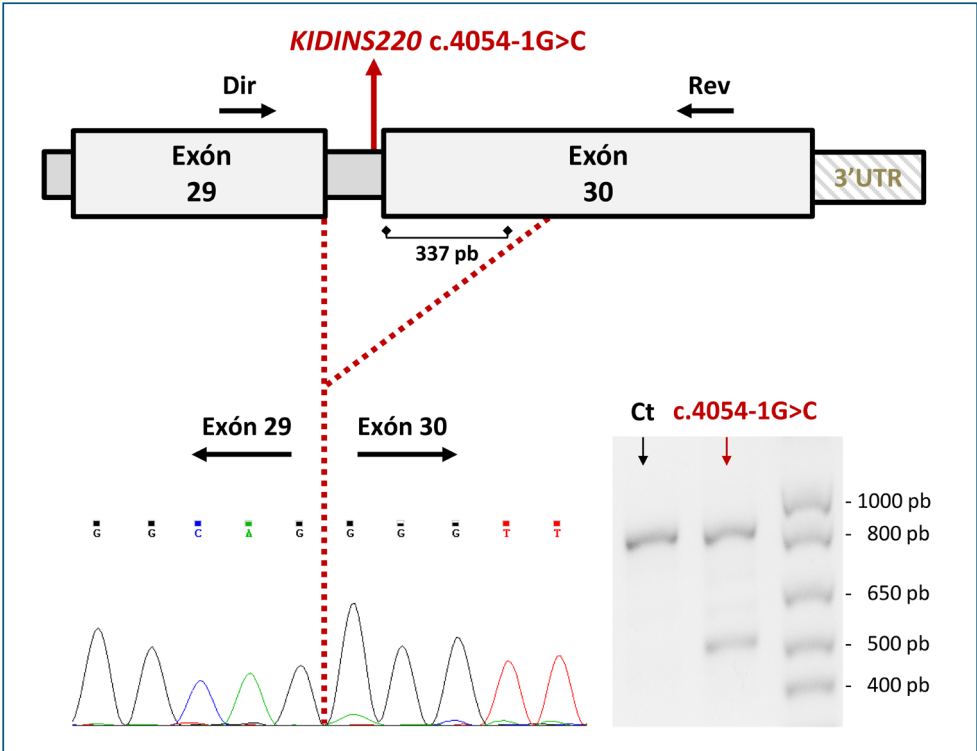 KIDINS220 c.4054-1G>C
Dir
Rev
Exón
29
Exón
30
3’UTR
337 pb
Exón 29
Exón 30
G G C A G G G G T T
Ct c.4054-1G>C
- 1000 pb
- 800 pb
- 650 pb
- 500 pb
- 400 pb